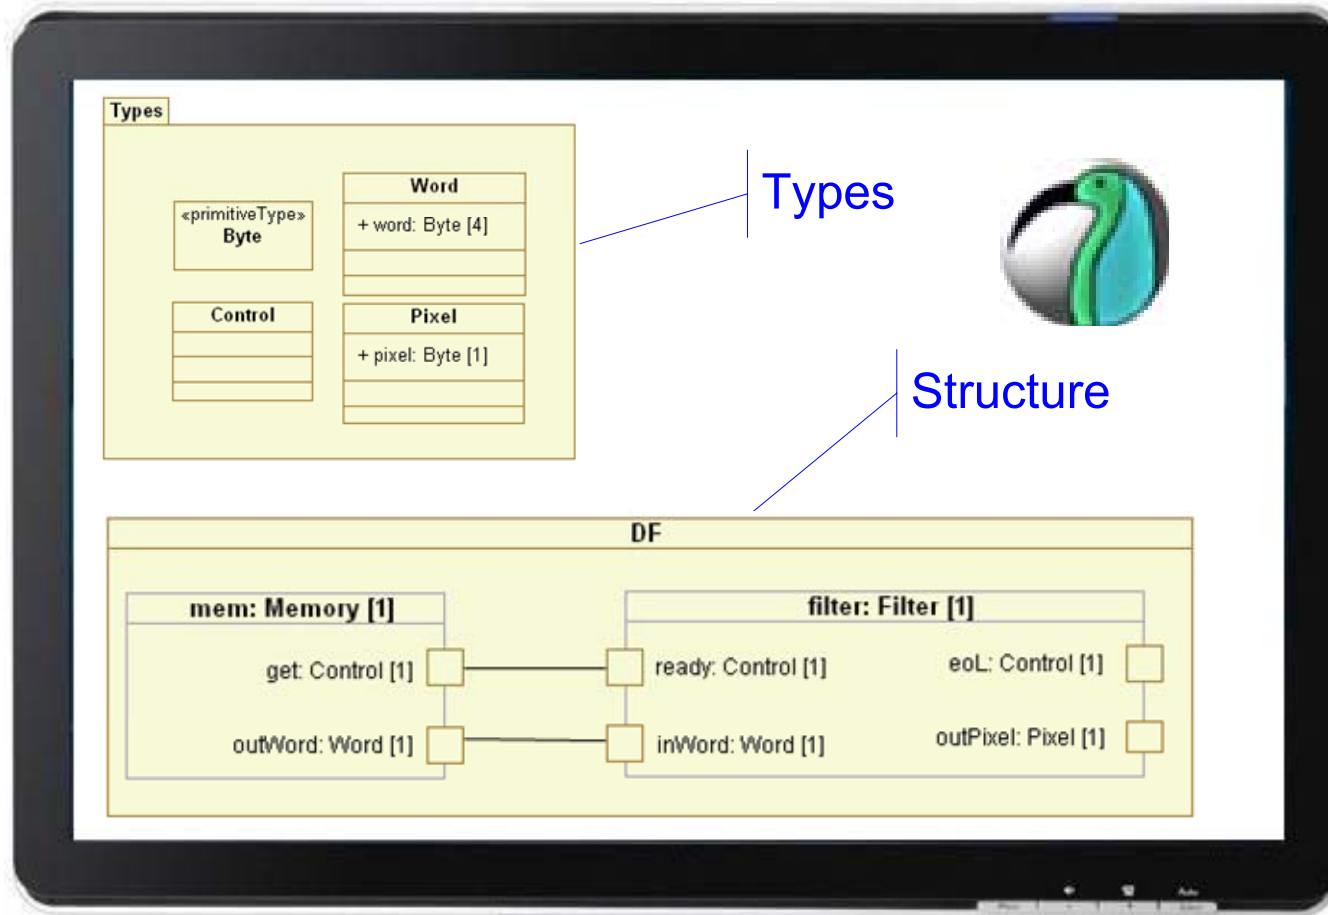 Types
«primitiveType»
Byte
Word
+ word: Byte [4]
Control
Pixel
+ pixel: Byte [1]
Types
Structure
DF
mem: Memory [1]
get: Control [1]
outWord: Word [1]
filter: Filter [1]
ready: Control [1]
eoL: Control [1]
inWord: Word [1]
outPixel: Pixel [1]